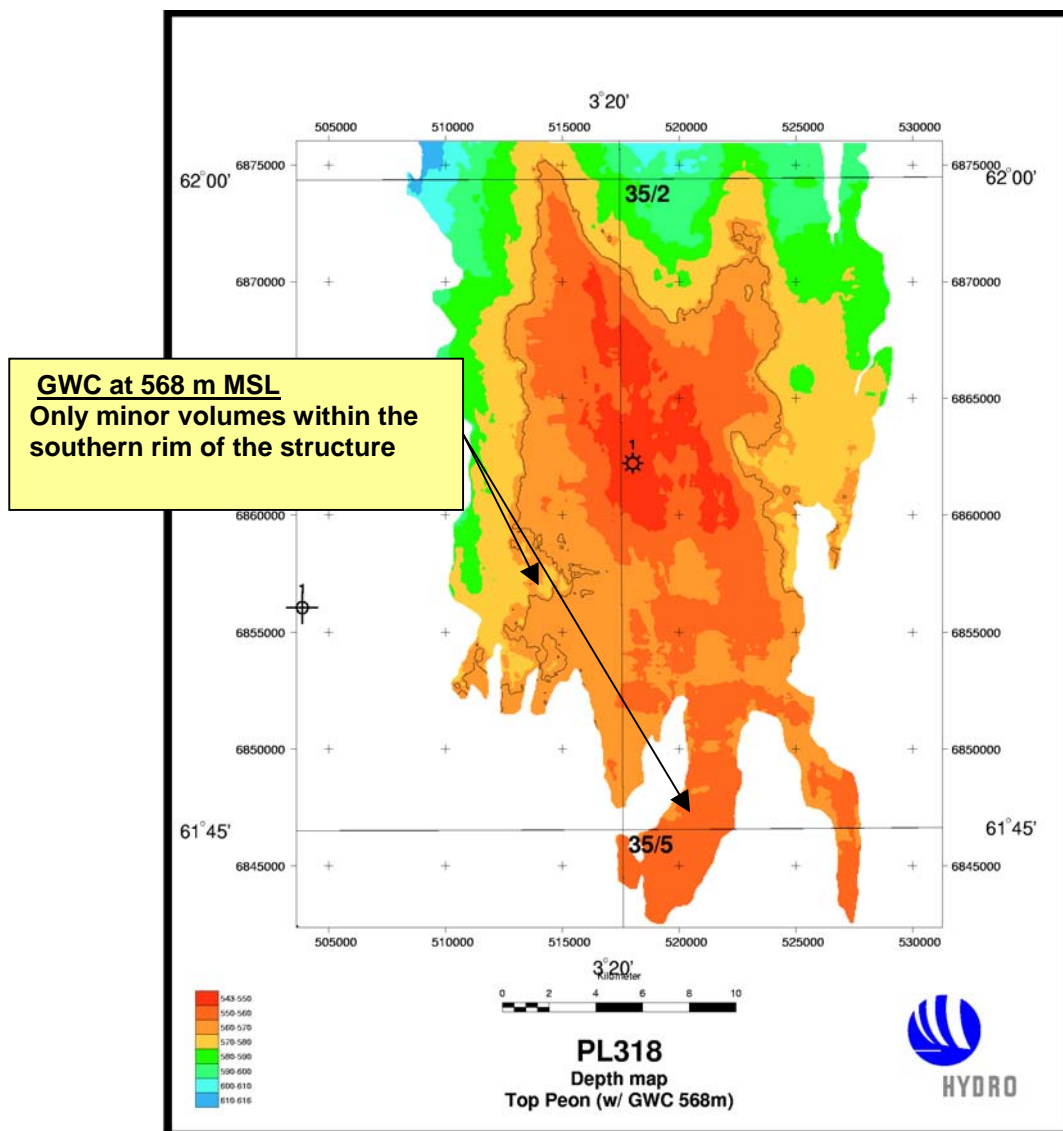 3°20'
505000 510000 515000 520000 525000 530000
6875000 6875000
62°00' 62°00'
35/2
6870000 6870000
GWC at 568 m MSL
Only minor volumes within the
southern rim of the structure
6865000
1
6860000 6860000
1
6855000 6855000
6850000 6850000
61°45' 61°45'
35/5
6845000 6845000
505000 510000 515000 520000 525000 530000
3°20'
Kilometer
0 2 4 6 8 10
543-550
550-560
560-570
570-580
580-590
590-600
600-610
610-616
PL318
Depth map
Top Peon (w/ GWC 568m)
HYDRO